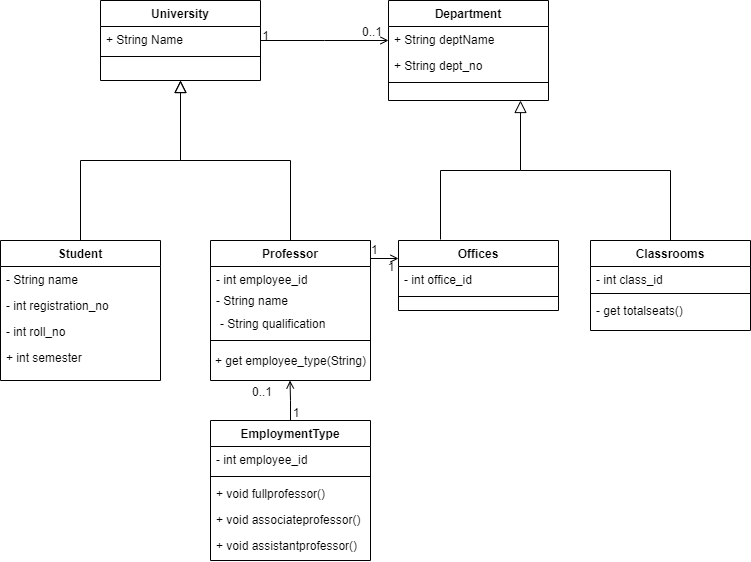 University
+ String Name
1
0..1
Department
+ String deptName
+ String dept_no
Student
- String name
- int registration_no
- int roll_no
+ int semester
Professor
- int employee_id
- String name
- String qualification
+ get employee_type(String)
1
1
Offices
- int office_id
Classrooms
- int class_id
- get totalseats()
0..1
1
EmploymentType
- int employee_id
+ void fullprofessor()
+ void associateprofessor()
+ void assistantprofessor()